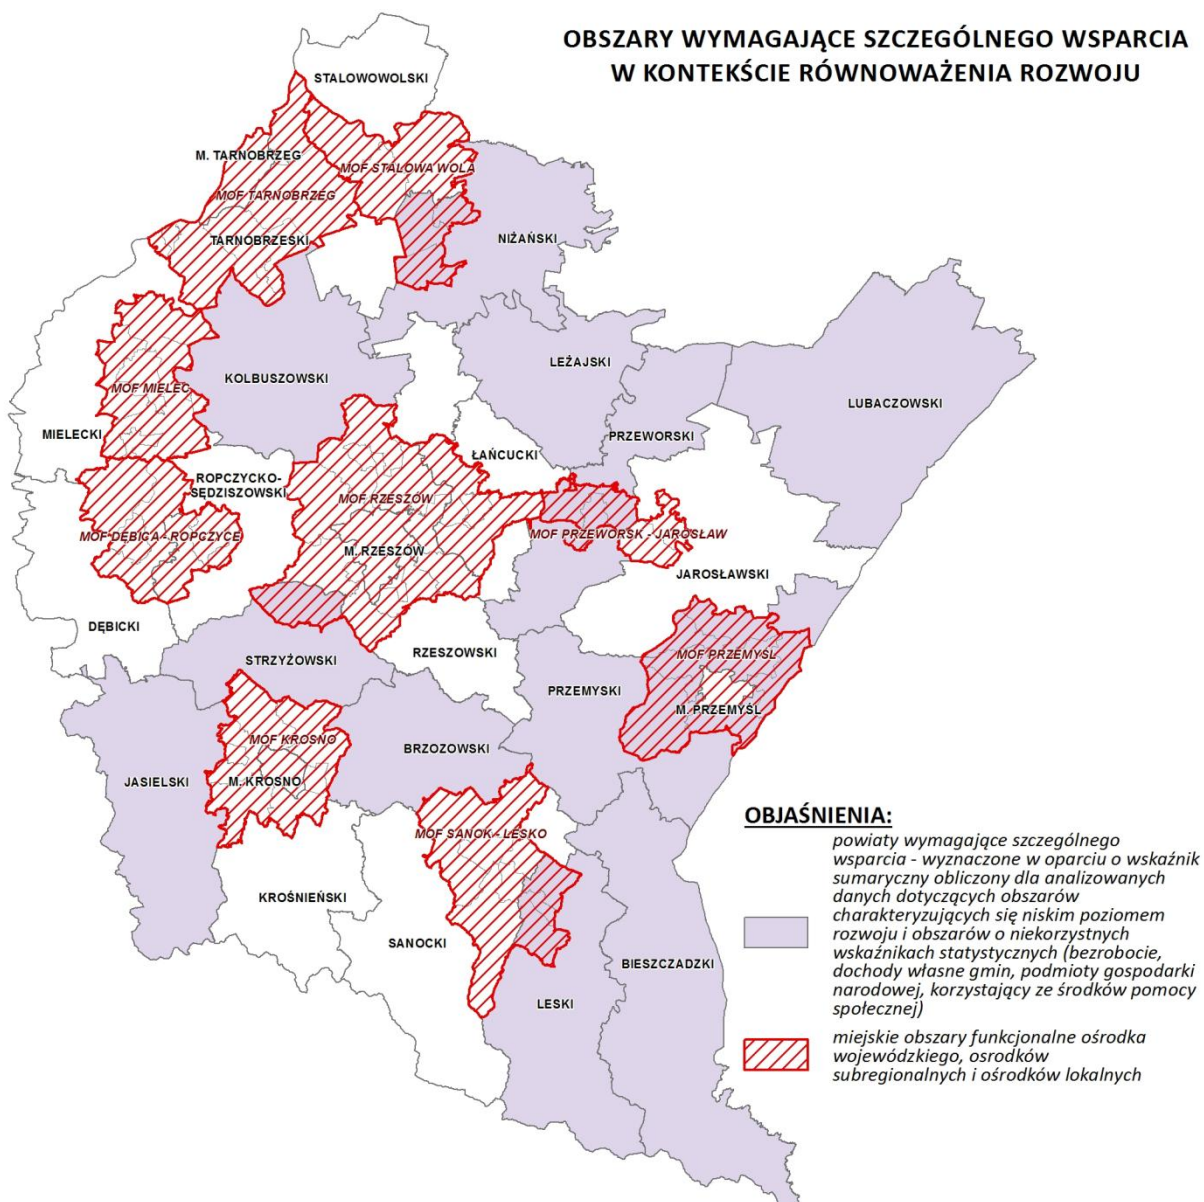 OBSZARY WYMAGAJĄCE SZCZEGÓLNEGO WSPARCIA
W KONTEKŚCIE RÓWNOWAŻENIA ROZWOJU
STALOWOWOLSKI
M. TARNOBRZEG
MOF STALOWA WOLA
MOF TARNOBRZEG
TARNOBRZESKI
NIŻAŃSKI
LEŻAJSKI
KOLBUSZOWSKI
MOF MIELEC
LUBACZOWSKI
MIELECKI
PRZEWORSKI
ŁAŃCUCKI
ROPCZYCKO-
SĘDZISZOWSKI
MOF RZESZÓW
MOF DĘBICA - ROPCZYCE
MOF PRZEWORSK - JAROSŁAW
M. RZESZÓW
JAROSŁAWSKI
DĘBICKI
RZESZOWSKI
MOF PRZEMYŚL
STRZYŻOWSKI
PRZEMYSKI
M. PRZEMYŚL
MOF KROSNO
BRZOZOWSKI
JASIELSKI
M. KROSNO
MOF SANOK - LESKO
KROŚNIEŃSKI
SANOCKI
BIESZCZADZKI
LESKI
OBJAŚNIENIA:
powiaty wymagające szczególnego
wsparcia - wyznaczone w oparciu o wskaźnik
sumaryczny obliczony dla analizowanych
danych dotyczących obszarów
charakteryzujących się niskim poziomem
rozwoju i obszarów o niekorzystnych
wskaźnikach statystycznych (bezrobocie,
dochody własne gmin, podmioty gospodarki
narodowej, korzystający ze środków pomocy
społecznej)
miejskie obszary funkcjonalne ośrodka
wojewódzkiego, osrodków
subregionalnych i ośrodków lokalnych